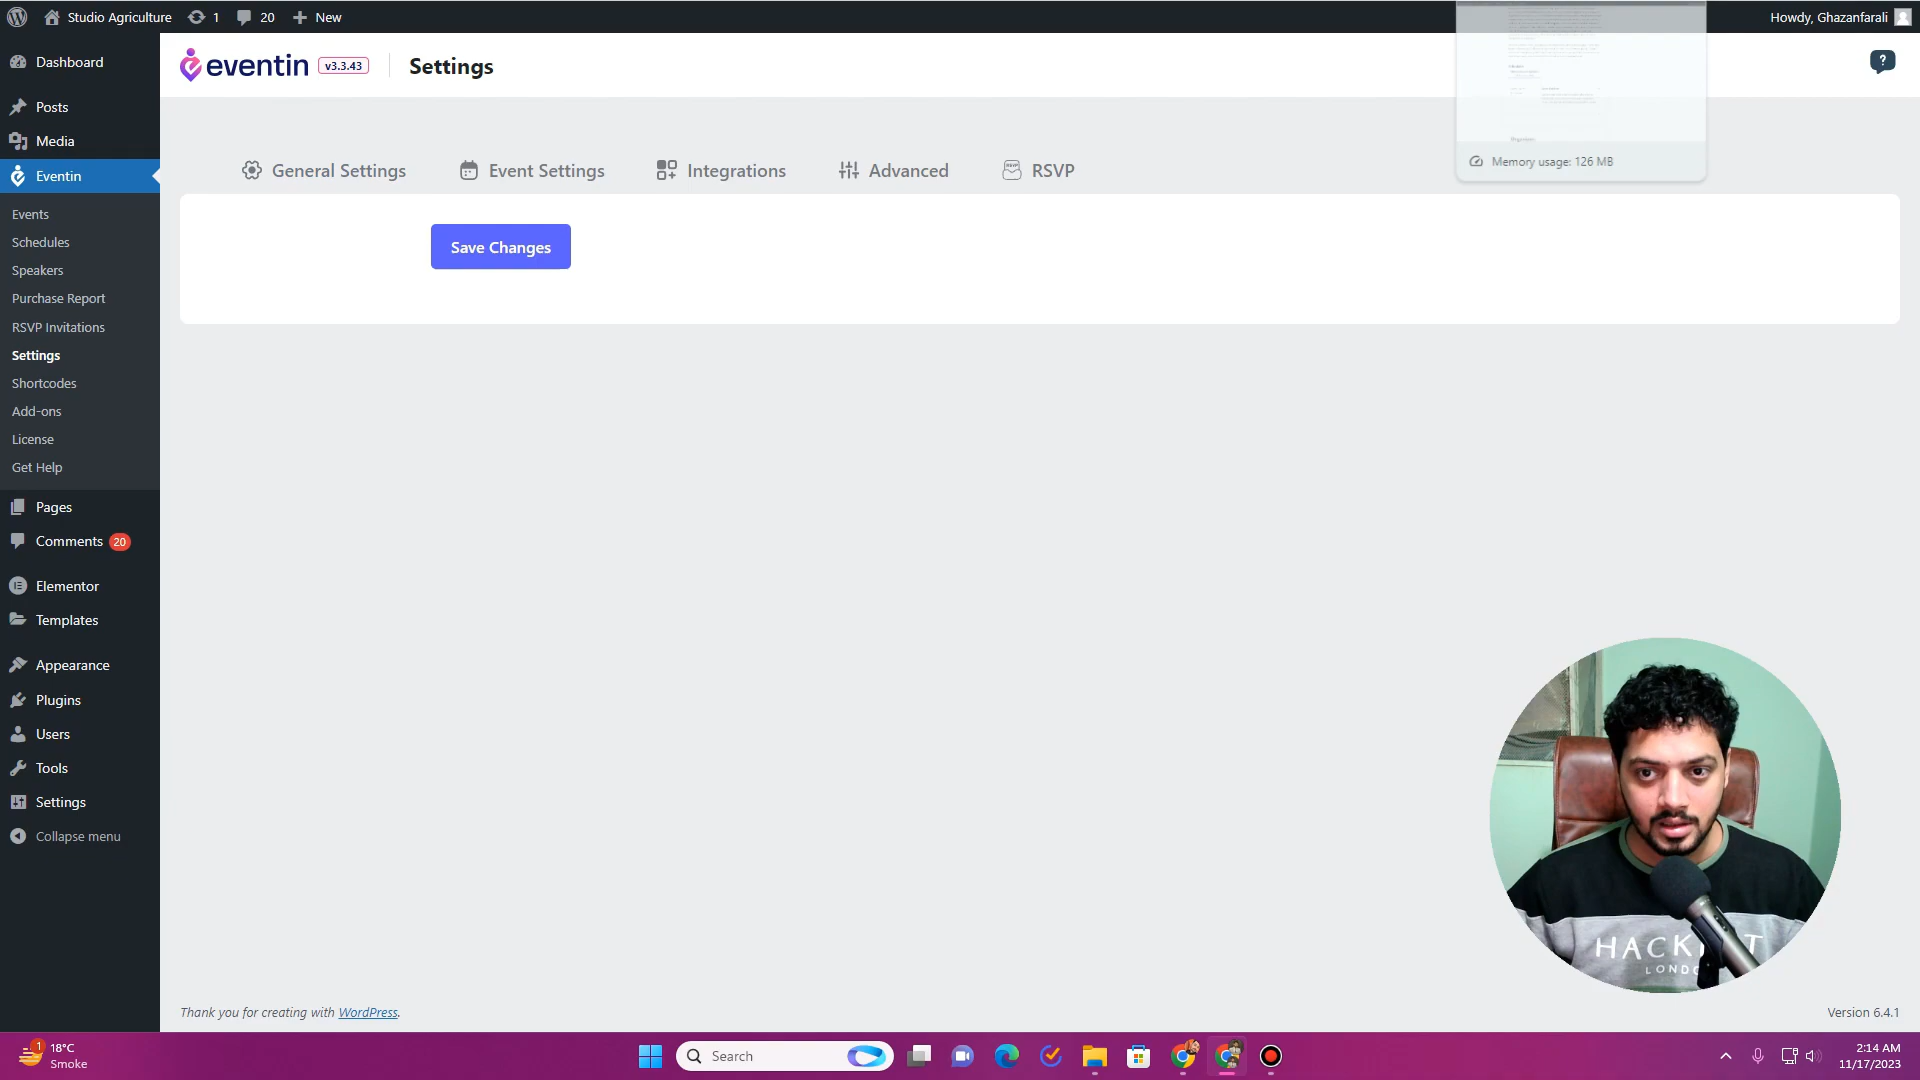 Studio Agriculture
1
20
New
Howdy, Ghazanfarali
Dashboard
Posts
Media
Eventin
Events
Schedules
Speakers
Purchase Report
RSVP Invitations
Settings
Shortcodes
Add-ons
License
Get Help
Pages
Comments 20
Elementor
Templates
Appearance
Plugins
Users
Tools
Settings
Collapse menu
eventin v3.3.43
Settings
?
Memory usage: 126 MB
General Settings
Event Settings
Integrations
Advanced
RSVP
Save Changes
LONDO
Thank you for creating with WordPress.
Version 6.4.1
1
18°C
Smoke
Search
2:14 AM
11/17/2023